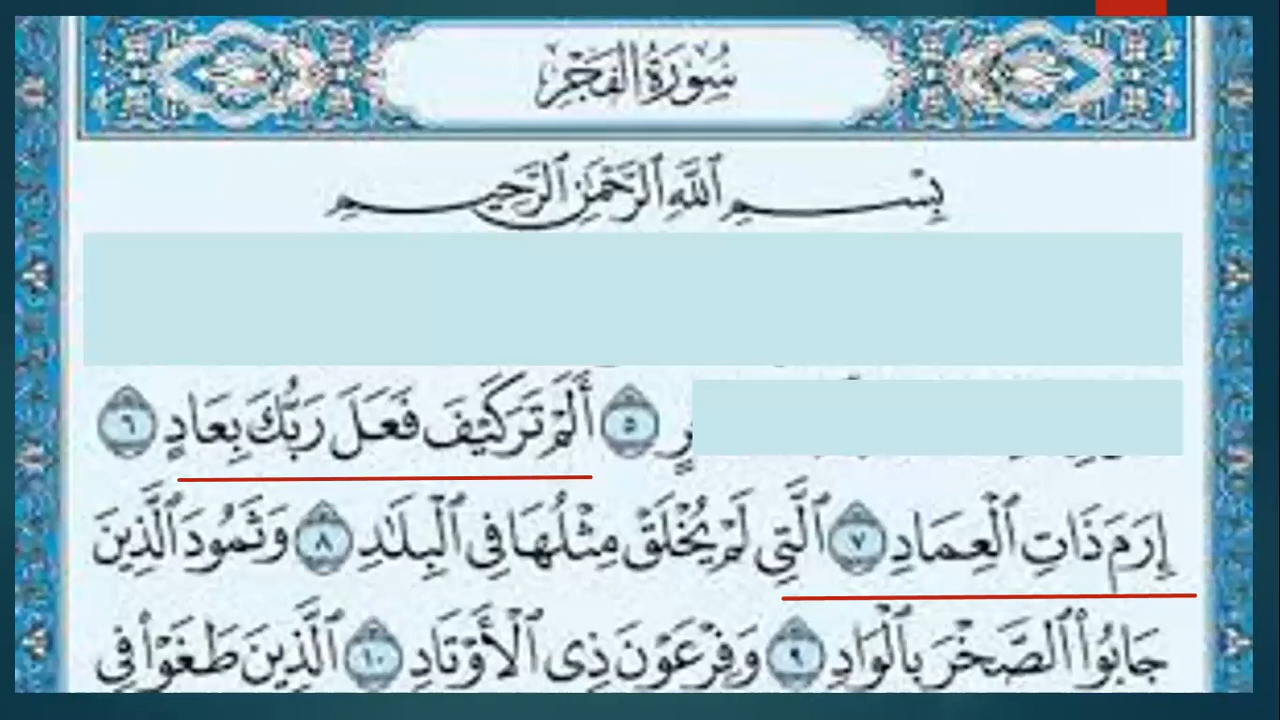 سُورَةُ الفَجْرِ
بِسْمِ ٱللَّهِ ٱلرَّحْمَٰنِ ٱلرَّحِيمِ
٥ أَلَمْ تَرَ كَيْفَ فَعَلَ رَبُّكَ بِعَادٍ ٦
إِرَمَ ذَاتِ ٱلْعِمَادِ ٧ ٱلَّتِي لَمْ يُخْلَقْ مِثْلُهَا فِي ٱلْبِلَٰدِ ٨ وَثَمُودَ ٱلَّذِينَ
جَابُوا۟ ٱلصَّخْرَ بِٱلْوَادِ ٩ وَفِرْعَوْنَ ذِى ٱلْأَوْتَادِ ١٠ ٱلَّذِينَ طَغَوْا۟ فِي